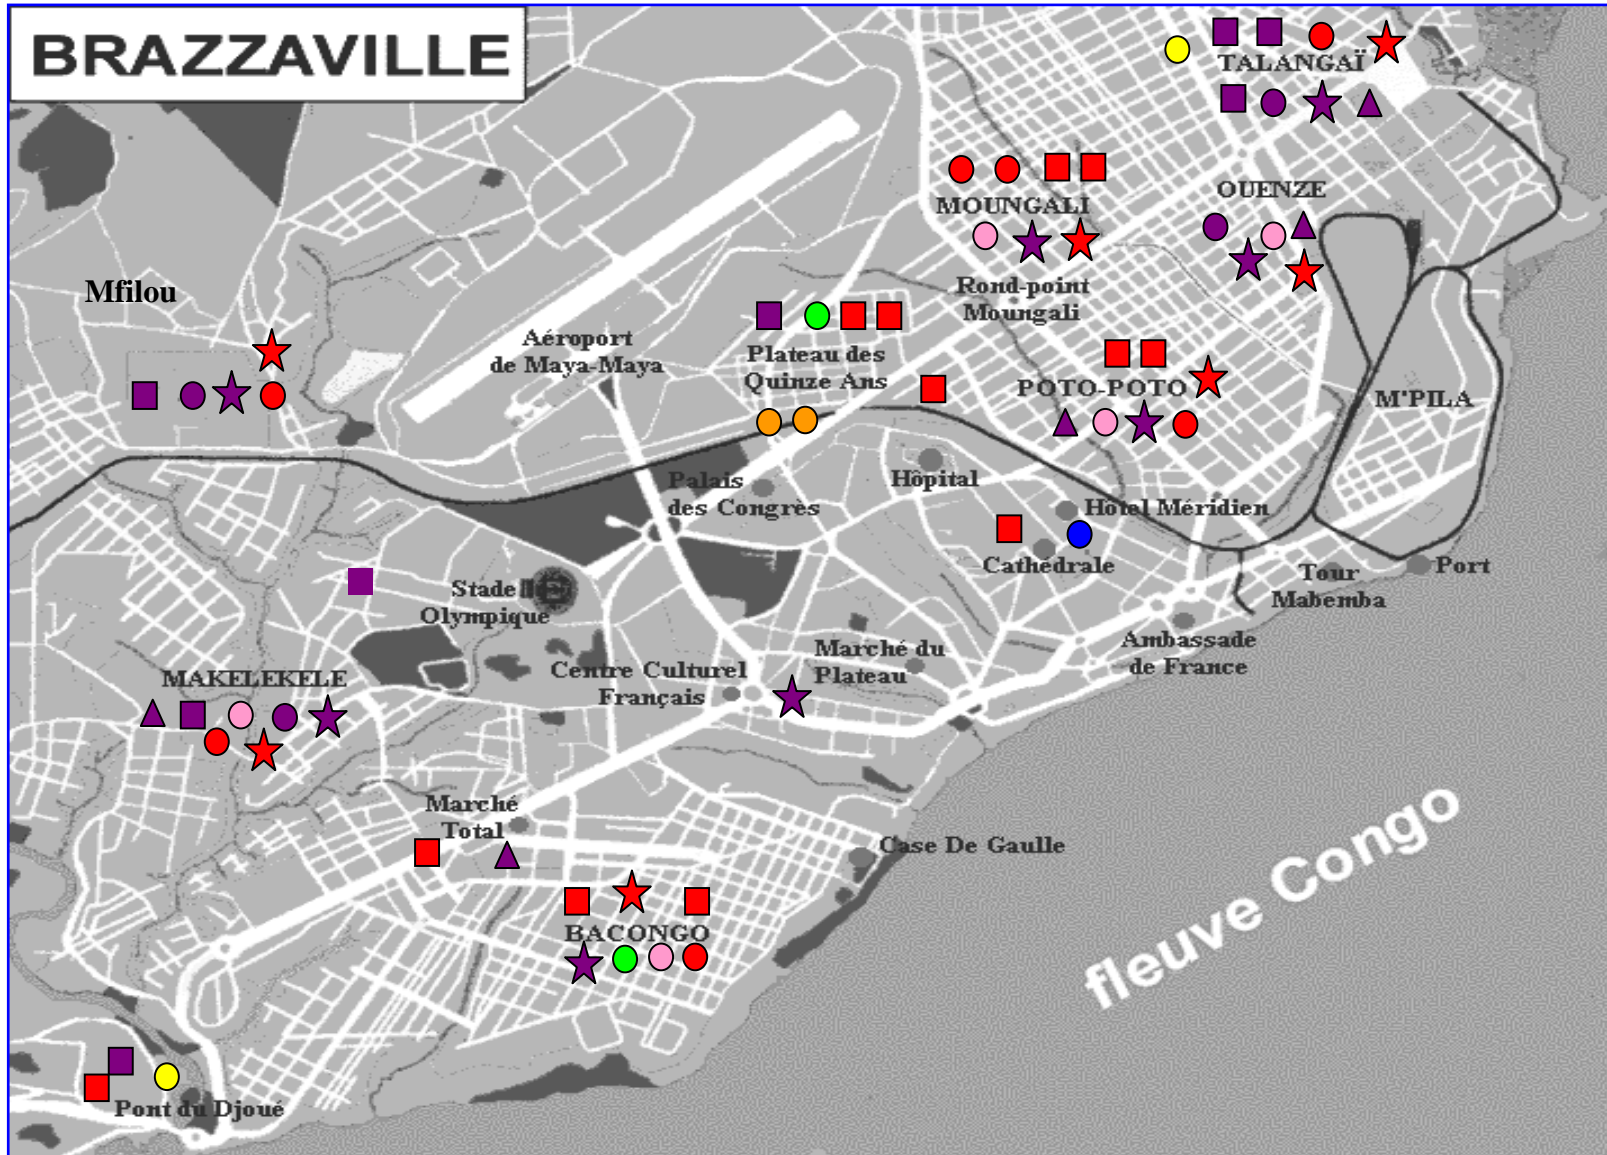 BRAZZAVILLE
TALANGAÏ
OUENZE
MOUNGALI
Rond-point
Moungali
Mfilou
Aéroport
de Maya-Maya
Plateau des
Quinze Ans
POTO-POTO
M'PILA
Palais
des Congrès
Hôpital
Hôtel Méridien
Cathédrale
Stade
Olympique
Tour
Mabemba
Port
Ambassade
de France
Marché du
Plateau
Centre Culturel
Français
MAKELEKELE
Marché
Total
Case De Gaulle
BACONGO
fleuve Congo
Pont du Djoué